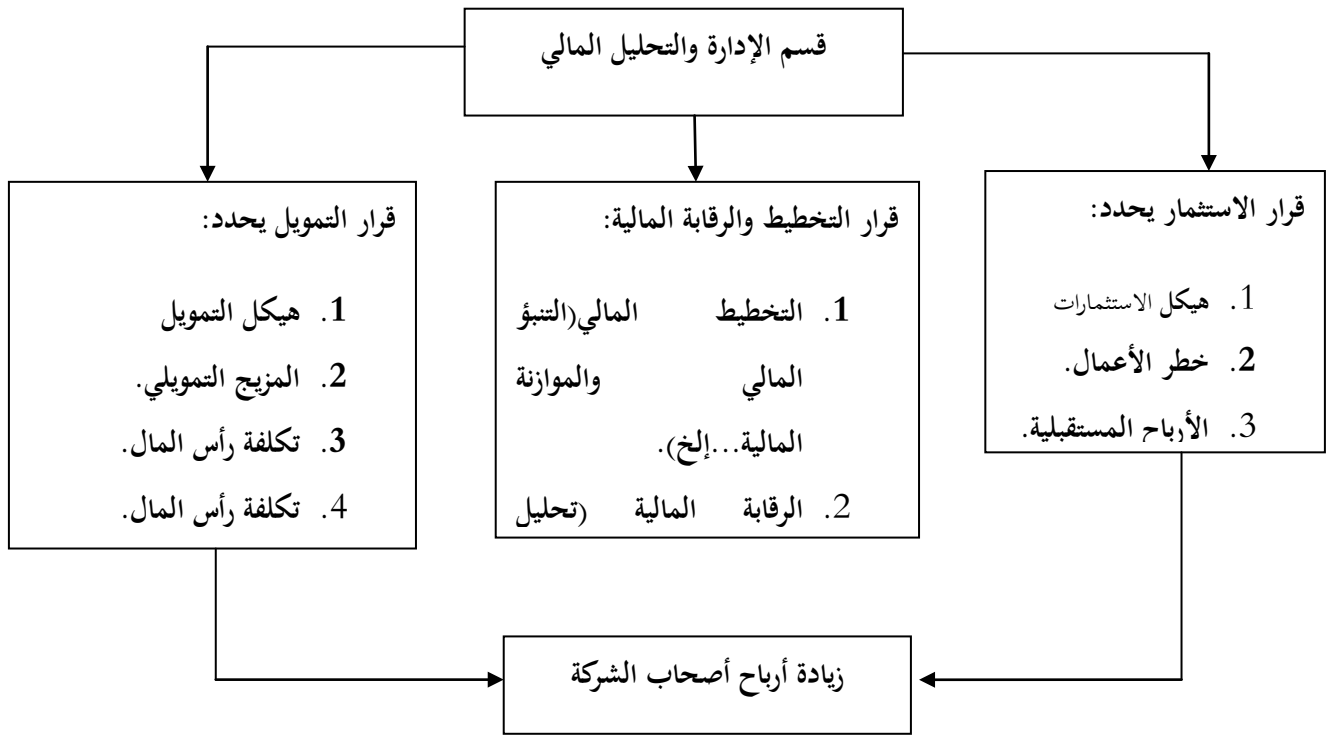 قسم الإدارة والتحليل المالي
قرار الاستثمار يحدد:
1. هيكل الاستثمارات
2. خطر الأعمال.
3. الأرباح المستقبلية.
قرار التخطيط والرقابة المالية:
1. التخطيط المالي(التنبؤ
المالي والموازنة
المالية...إلخ).
2. الرقابة المالية (تحليل
قرار التمويل يحدد:
1. هيكل التمويل
2. المزيج التمويلي.
3. تكلفة رأس المال.
4. تكلفة رأس المال.
زيادة أرباح أصحاب الشركة